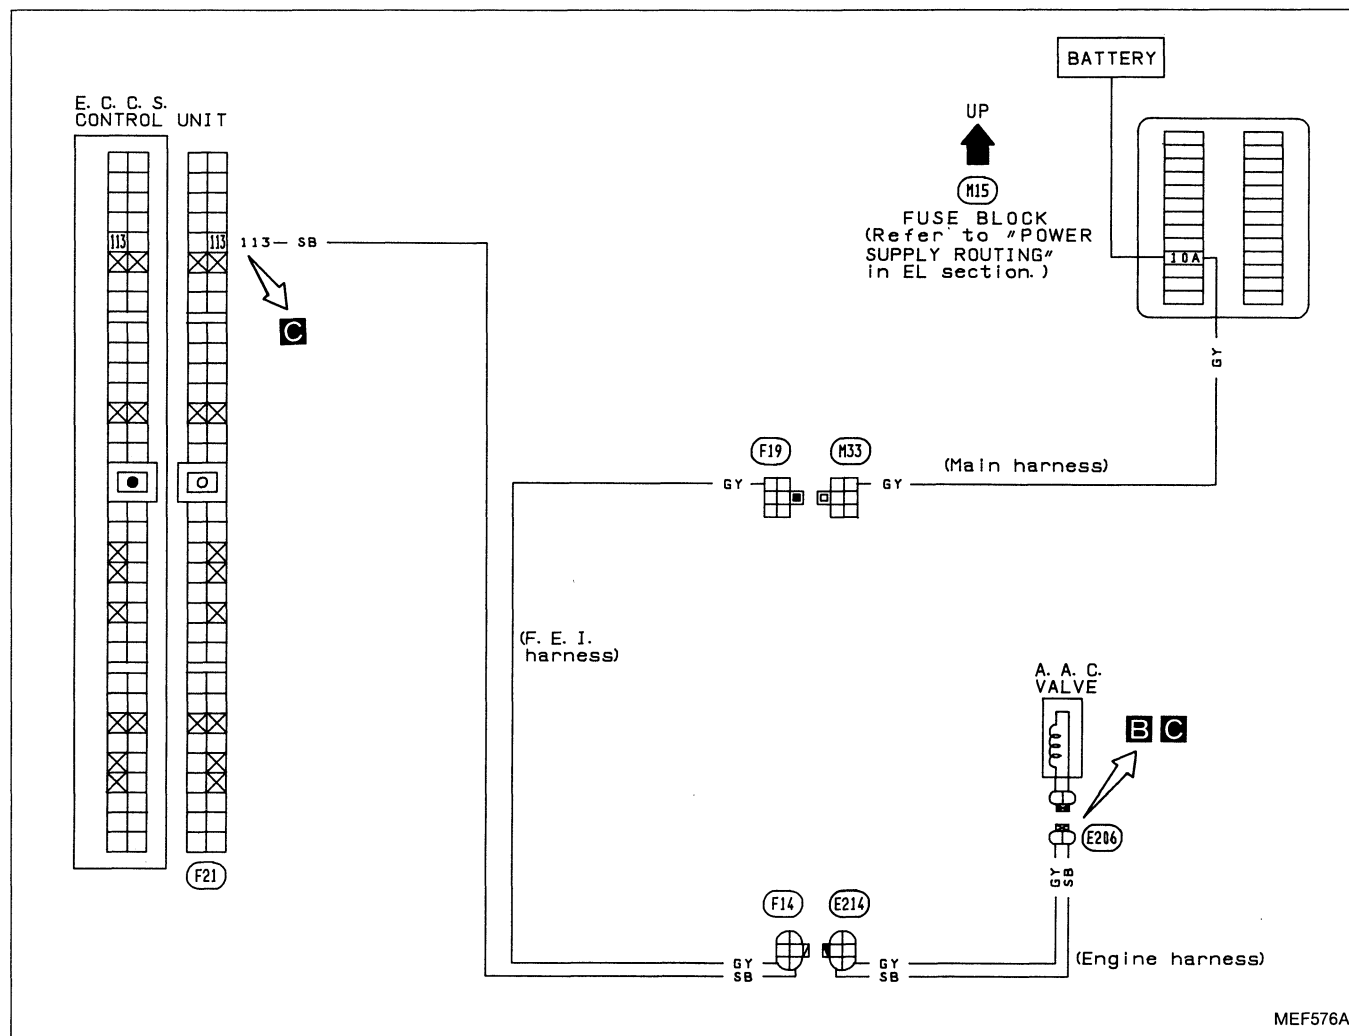 BATTERY
E. C. C. S.
CONTROL UNIT
UP
M15
FUSE BLOCK
(Refer to "POWER
SUPPLY ROUTING"
in EL section.)
113
113
113 SB
10A
C
GY
F19
M33
(Main harness)
GY
GY
(F. E. I.
harness)
A. A. C.
VALVE
B C
E206
F21
GY
SB
F14
E214
GY
SB
GY
SB
(Engine harness)
MEF576A